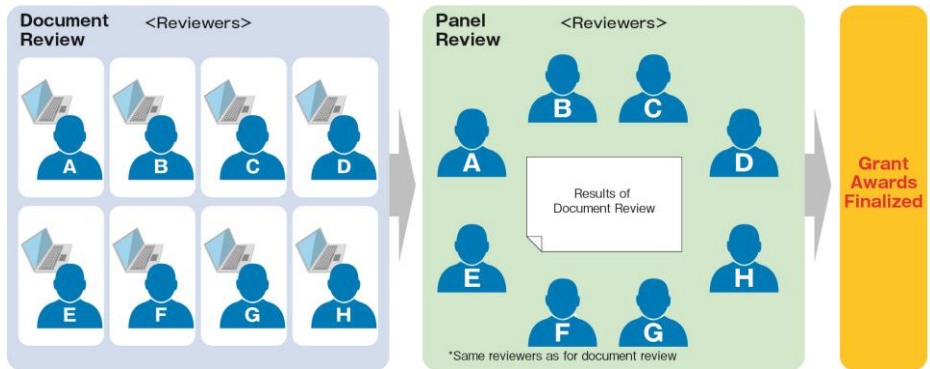 Document
Review
<Reviewers>
A
B
C
D
E
F
G
H
Panel
Review
<Reviewers>
B
C
A
D
Results of
Document Review
E
H
F
G
*Same reviewers as for document review
Grant
Awards
Finalized